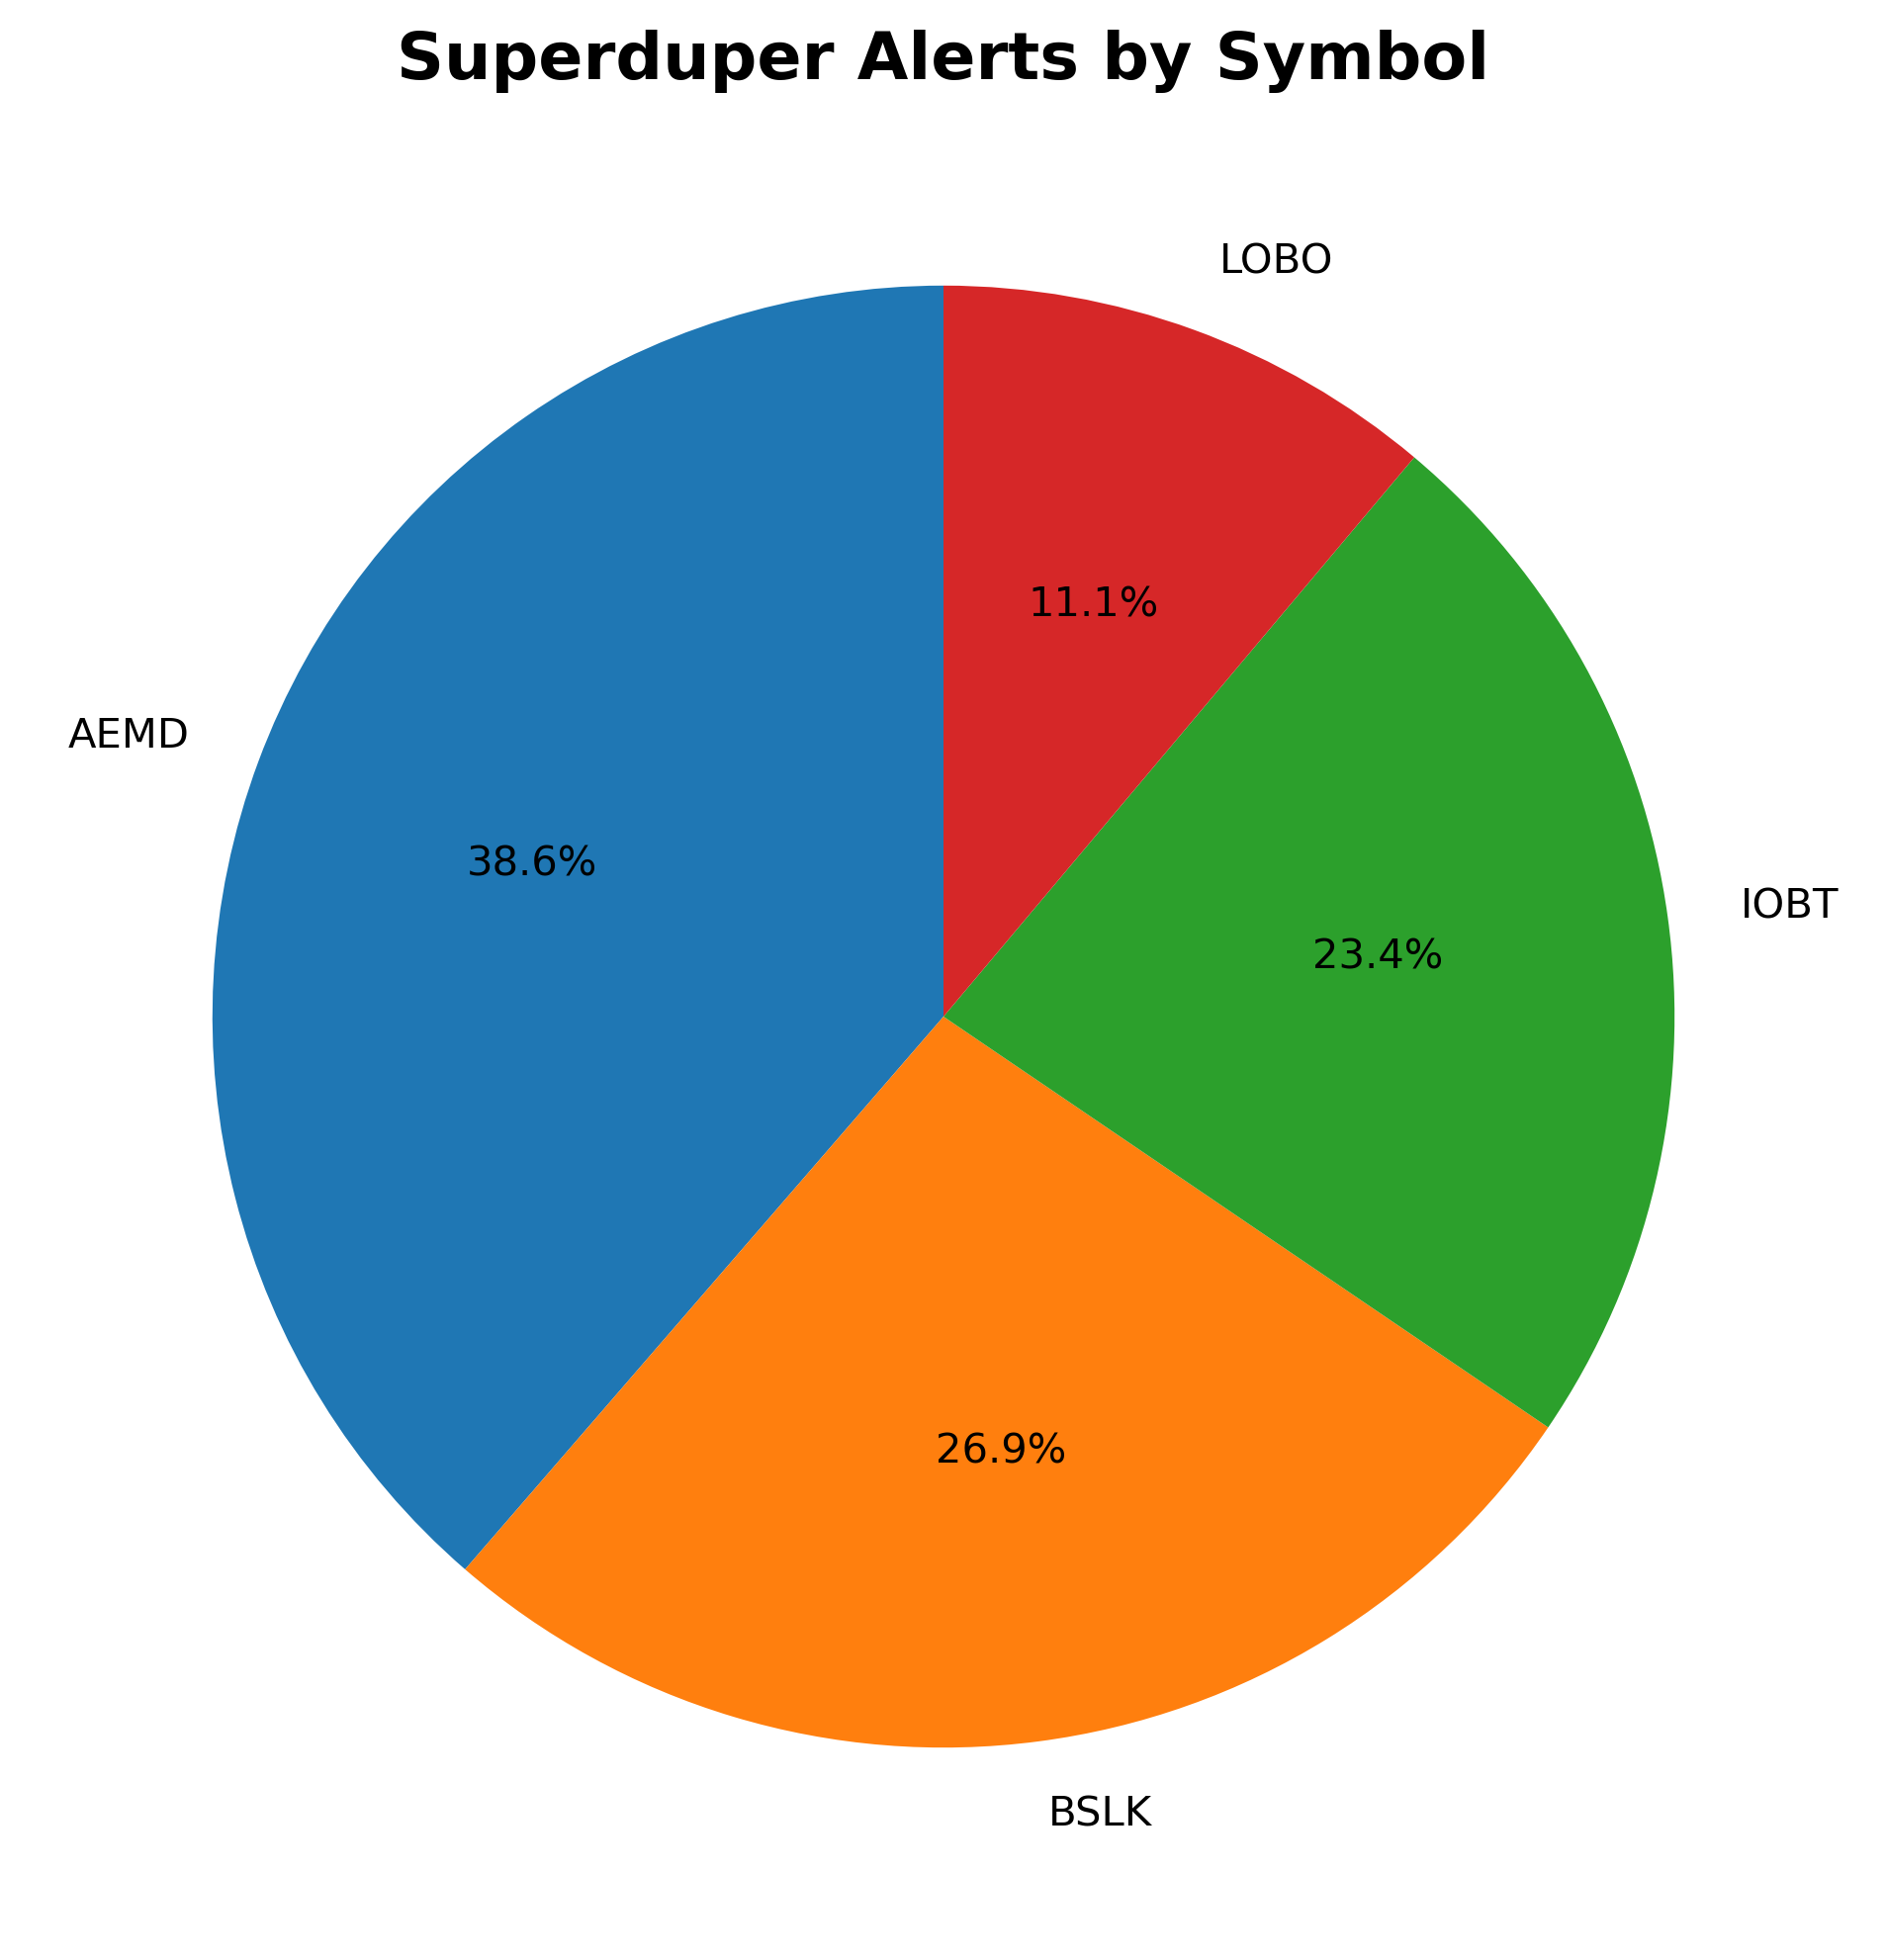 Superduper Alerts by Symbol
LOBO
11.1%
AEMD
38.6%
IOBT
23.4%
26.9%
BSLK